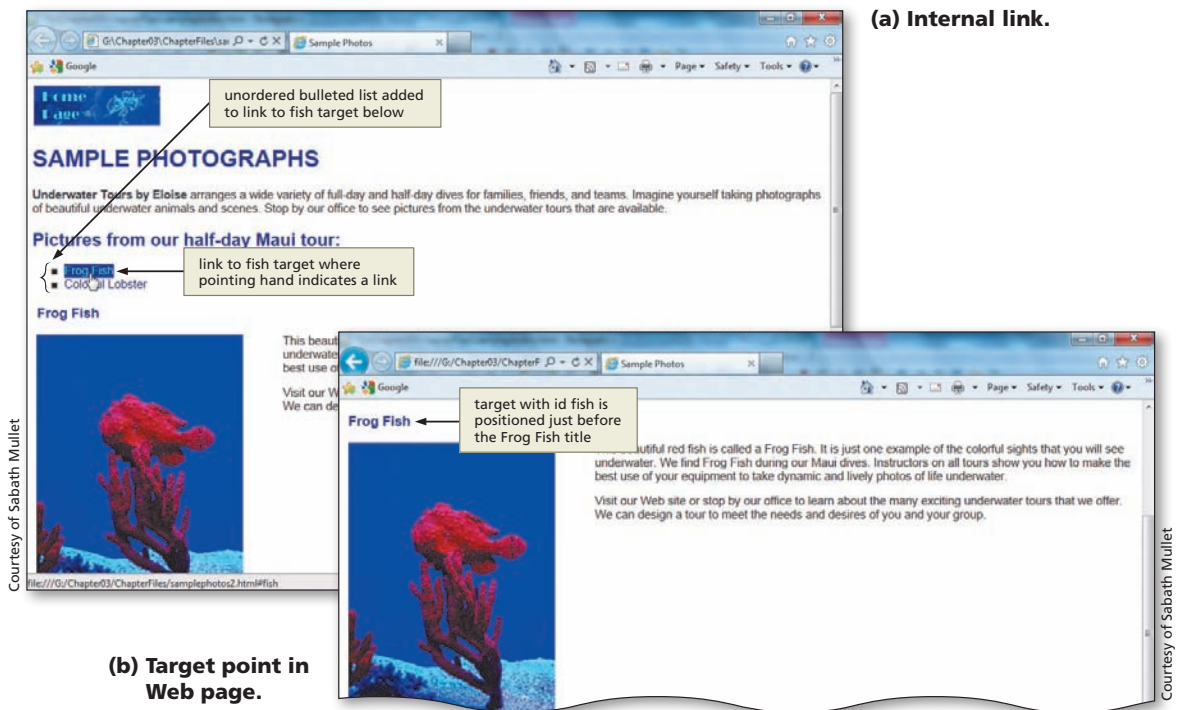 (a) Internal link.
G:\Chapter03\ChapterFiles\sar
Sample Photos
Google
Page
Safety
Tools
Home
Page
unordered bulleted list added
to link to fish target below
SAMPLE PHOTOGRAPHS
Underwater Tours by Eloise arranges a wide variety of full-day and half-day dives for families, friends, and teams. Imagine yourself taking photographs
of beautiful underwater animals and scenes. Stop by our office to see pictures from the underwater tours that are available.
Pictures from our half-day Maui tour:
Frog Fish
Lobster
link to fish target where
pointing hand indicates a link
Frog Fish
This beaut
underwate
best use o
Visit our W
We can de
file:///G:/Chapter03/ChapterFiles/samplephotos2.html#fish
Courtesy of Sabath Mullet
file:///G:/Chapter03/ChapterF
Sample Photos
Google
Page
Safety
Tools
Frog Fish
target with id fish is
positioned just before
the Frog Fish title
beautiful red fish is called a Frog Fish. It is just one example of the colorful sights that you will see
underwater. We find Frog Fish during our Maui dives. Instructors on all tours show you how to make the
best use of your equipment to take dynamic and lively photos of life underwater.
Visit our Web site or stop by our office to learn about the many exciting underwater tours that we offer.
We can design a tour to meet the needs and desires of you and your group.
Courtesy of Sabath Mullet
(b) Target point in
Web page.